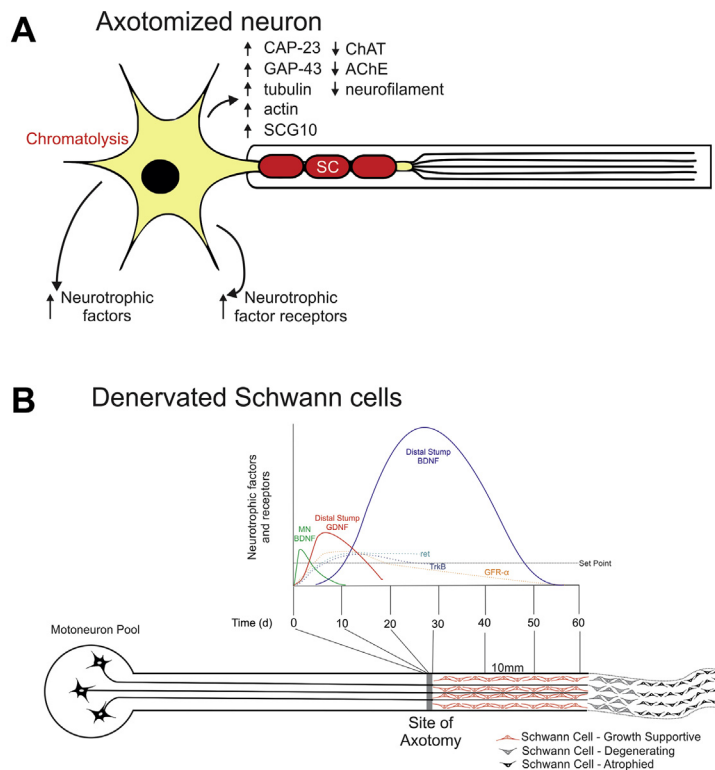 A
Axotomized neuron
CAP-23
ChAT
GAP-43
AChE
tubulin
neurofilament
actin
SCG10
Chromatolysis
SC
Neurotrophic
factors
Neurotrophic
factor receptors
B
Denervated Schwann cells
Neurotrophic factors
and receptors
MN
BDNF
Distal Stump
GDNF
Distal Stump
BDNF
ret
TrkB
GFR-α
Set Point
Time (d)
0
10
20
30
40
50
60
Motoneuron Pool
10mm
Site of
Axotomy
Schwann Cell - Growth Supportive
Schwann Cell - Degenerating
Schwann Cell - Atrophied